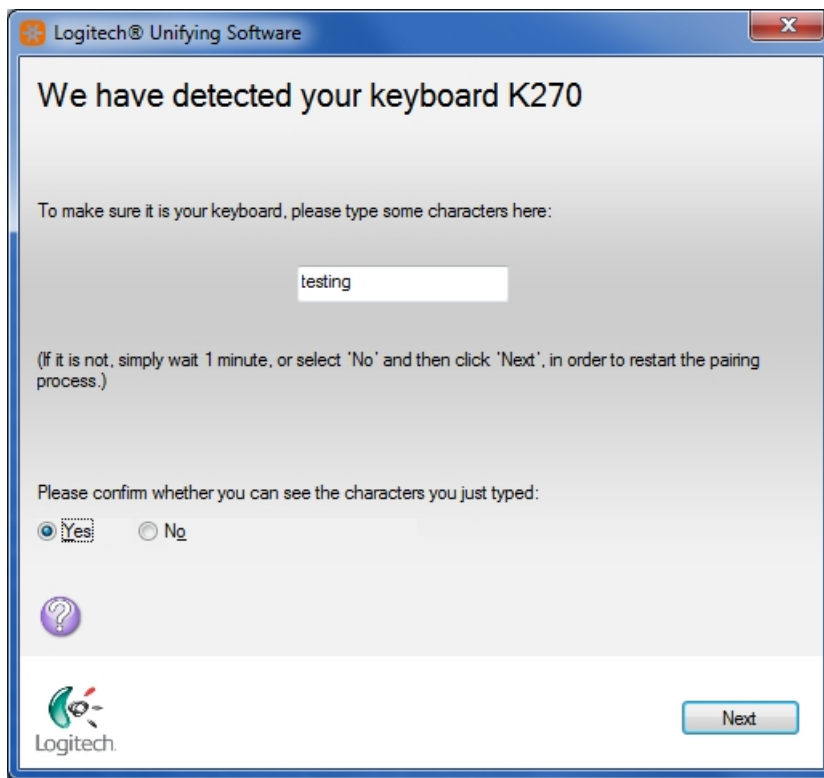 Logitech® Unifying Software
We have detected your keyboard K270
To make sure it is your keyboard, please type some characters here:
testing
(If it is not, simply wait 1 minute, or select 'No' and then click 'Next', in order to restart the pairing
process.)
Please confirm whether you can see the characters you just typed:
Yes No
Logitech
Next